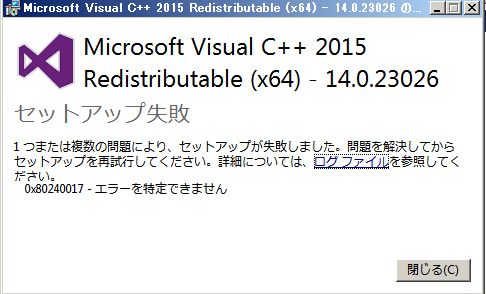 Microsoft Visual C++ 2015 Redistributable (x64) - 14.0.23026 の...
Microsoft Visual C++ 2015
Redistributable (x64) - 14.0.23026
セットアップ失敗
1 つまたは複数の問題により、セットアップが失敗しました。問題を解決してから
セットアップを再試行してください。詳細については、ログ ファイルを参照してくだ
さい。
0x80240017 - エラーを特定できません
閉じる(C)